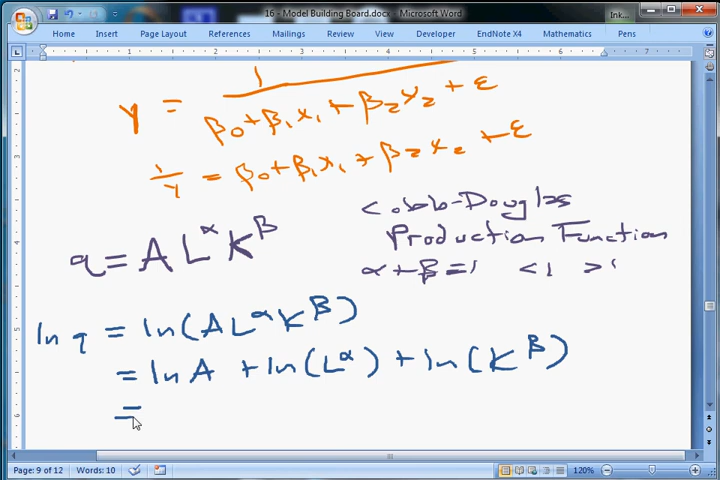 16 - Model Building Board.docx - Microsoft Word
Ink...
Home Insert Page Layout References Mailings Review View Developer EndNote X4 Mathematics Pens
1
y = β0+β1x1+β2x2+ε
1/y = β0+β1x1+β2x2+ε
Cobb-Douglas
Production Function
q = A L^α K^β
α+β=1 <1 >1
ln q = ln(A L^α K^β)
= ln A + ln(L^α) + ln(K^β)
=
Page: 9 of 12 Words: 10 120%